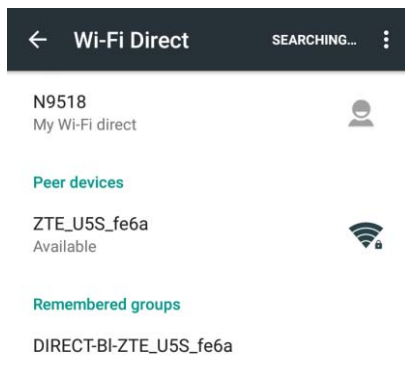 Wi-Fi Direct SEARCHING...
N9518
My Wi-Fi direct
Peer devices
ZTE_U5S_fe6a
Available
Remembered groups
DIRECT-BI-ZTE_U5S_fe6a